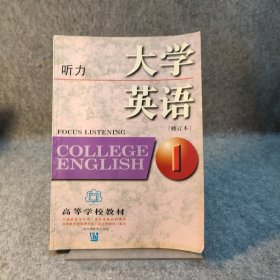 听力
大学
英语
(修订本)
FOCUS LISTENING
COLLEGE
ENGLISH
1
高等学校教材